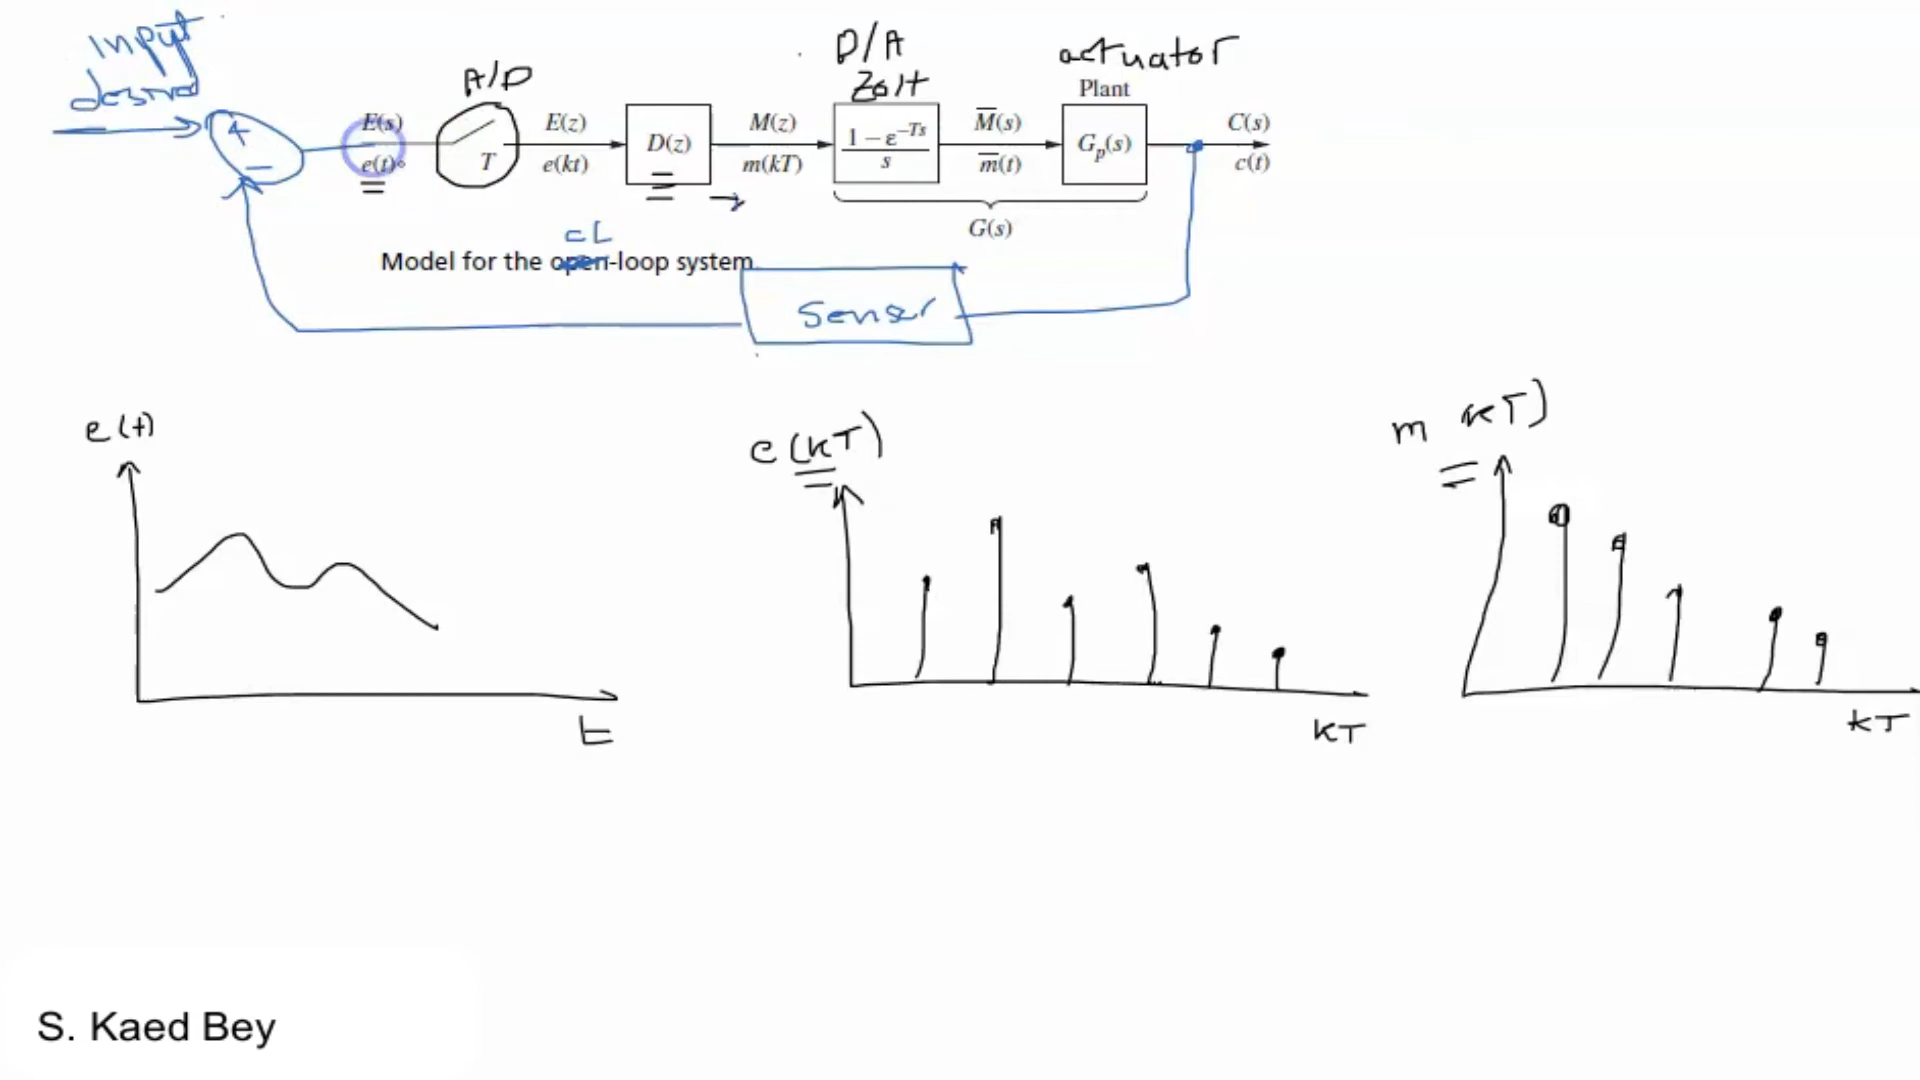 Input
desired
A/D
D/A
ZOH
actuator
Plant
+
−
E(s)
e(t)
T
E(z)
e(kt)
D(z)
M(z)
m(kT)
1 − ε^−Ts
s
M̅(s)
m̅(t)
Gp(s)
C(s)
c(t)
G(s)
CL
Model for the open-loop system
Sensor
e(t)
t
e(kT)
kT
m kT)
kT
S. Kaed Bey